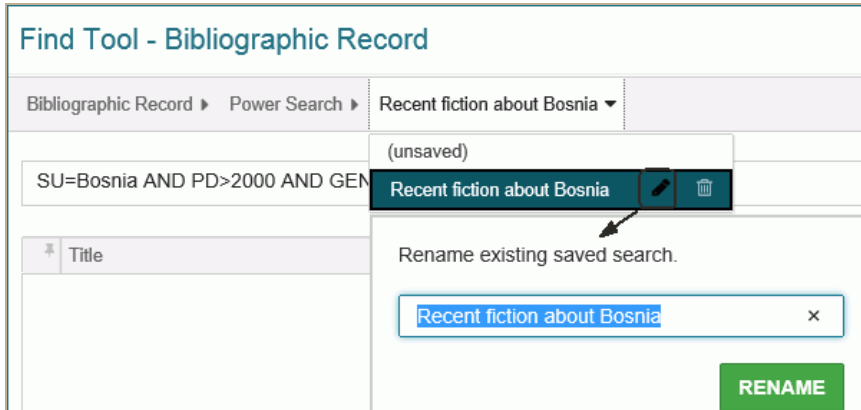 Find Tool - Bibliographic Record
Bibliographic Record Power Search Recent fiction about Bosnia
(unsaved)
SU=Bosnia AND PD>2000 AND GEN
Recent fiction about Bosnia
Title
Rename existing saved search.
Recent fiction about Bosnia ×
RENAME